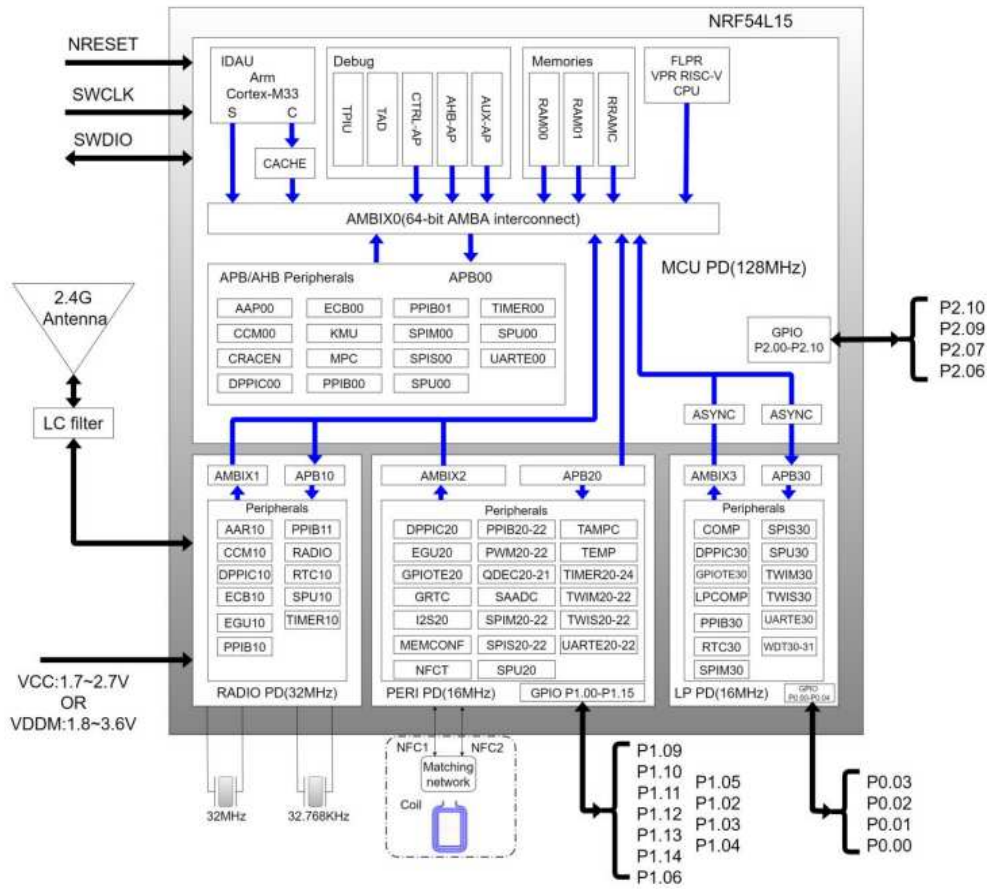 NRF54L15
NRESET
SWCLK
SWDIO
IDAU
Arm
Cortex-M33
S C
CACHE
Debug
TPIU
TAD
CTRL-AP
AHB-AP
AUX-AP
Memories
RAM00
RAM01
RRAMC
FLPR
VPR RISC-V
CPU
AMBIX0(64-bit AMBA interconnect)
MCU PD(128MHz)
APB/AHB Peripherals APB00
AAP00 ECB00 PPIB01 TIMER00
CCM00 KMU SPIM00 SPU00
CRACEN MPC SPIS00 UARTE00
DPPIC00 PPIB00 SPU00
GPIO
P2.00-P2.10
P2.10
P2.09
P2.07
P2.06
2.4G
Antenna
LC filter
ASYNC ASYNC
AMBIX1 APB10
Peripherals
AAR10 PPIB11
CCM10 RADIO
DPPIC10 RTC10
ECB10 SPU10
EGU10 TIMER10
PPIB10
RADIO PD(32MHz)
AMBIX2 APB20
Peripherals
DPPIC20 PPIB20-22 TAMPC
EGU20 PWM20-22 TEMP
GPIOTE20 QDEC20-21 TIMER20-24
GRTC SAADC TWIM20-22
I2S20 SPIM20-22 TWIS20-22
MEMCONF SPIS20-22 UARTE20-22
NFCT SPU20
PERI PD(16MHz) GPIO P1.00-P1.15
AMBIX3 APB30
Peripherals
COMP SPIS30
DPPIC30 SPU30
GPIOTE30 TWIM30
LPCOMP TWIS30
PPIB30 UARTE30
RTC30 WDT30-31
SPIM30
LP PD(16MHz)
GPIO
P0.00-P0.04
VCC:1.7~2.7V
OR
VDDM:1.8~3.6V
32MHz
32.768KHz
NFC1 NFC2
Matching
network
Coil
P1.09
P1.10
P1.11
P1.12
P1.13
P1.14
P1.06
P1.05
P1.02
P1.03
P1.04
P0.03
P0.02
P0.01
P0.00